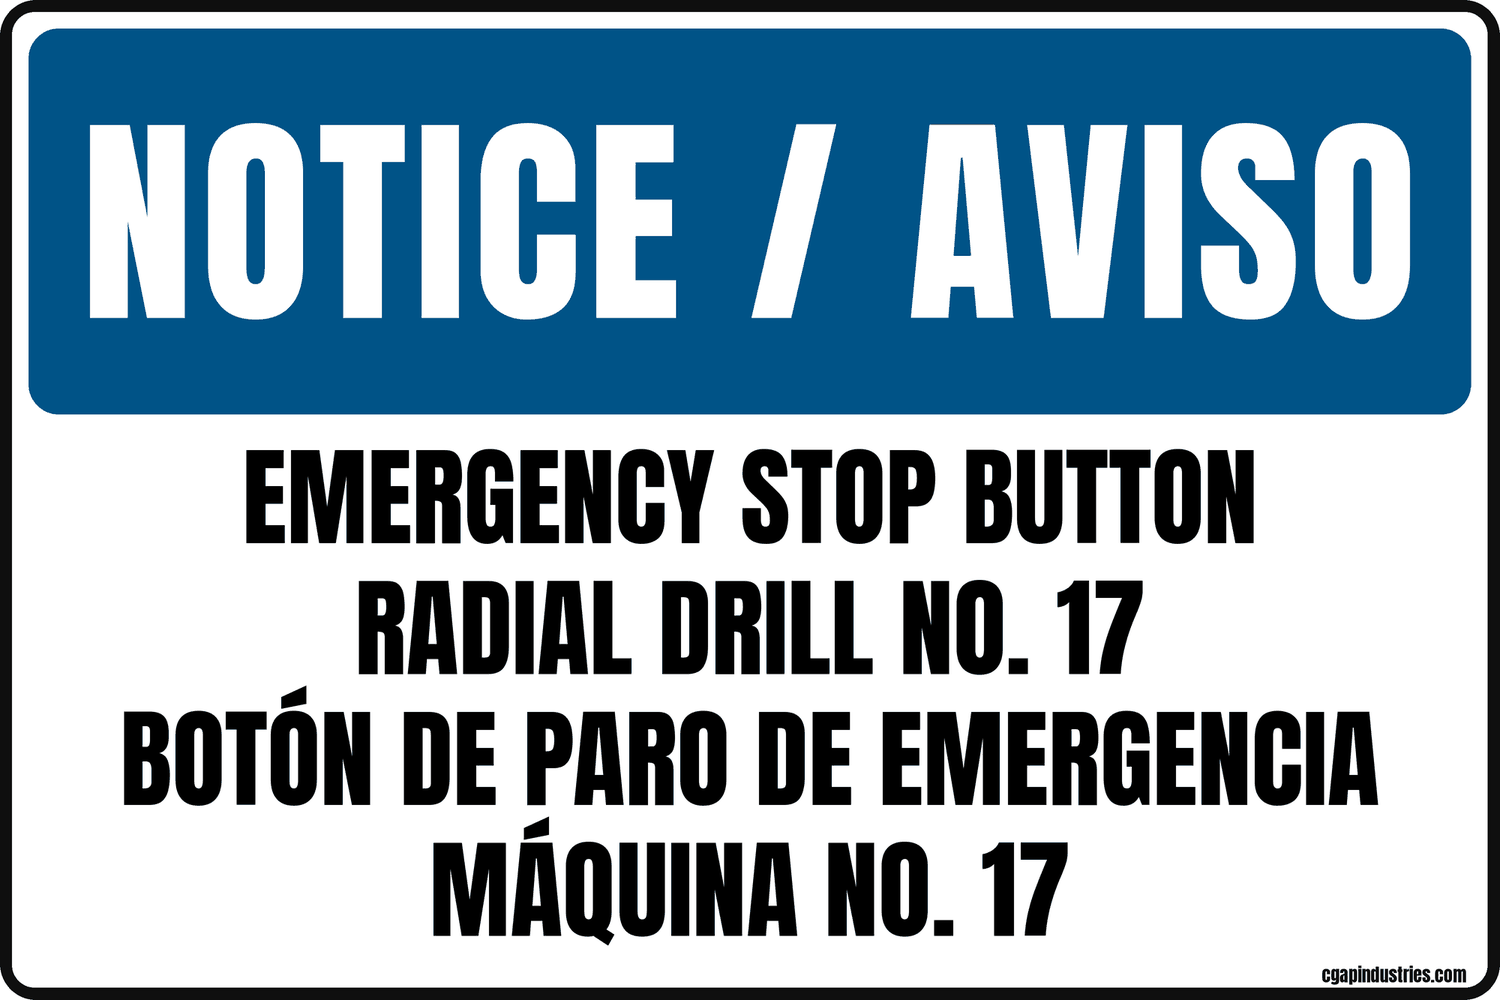 NOTICE / AVISO
EMERGENCY STOP BUTTON
RADIAL DRILL NO. 17
BOTÓN DE PARO DE EMERGENCIA
MÁQUINA NO. 17
cgapindustries.com